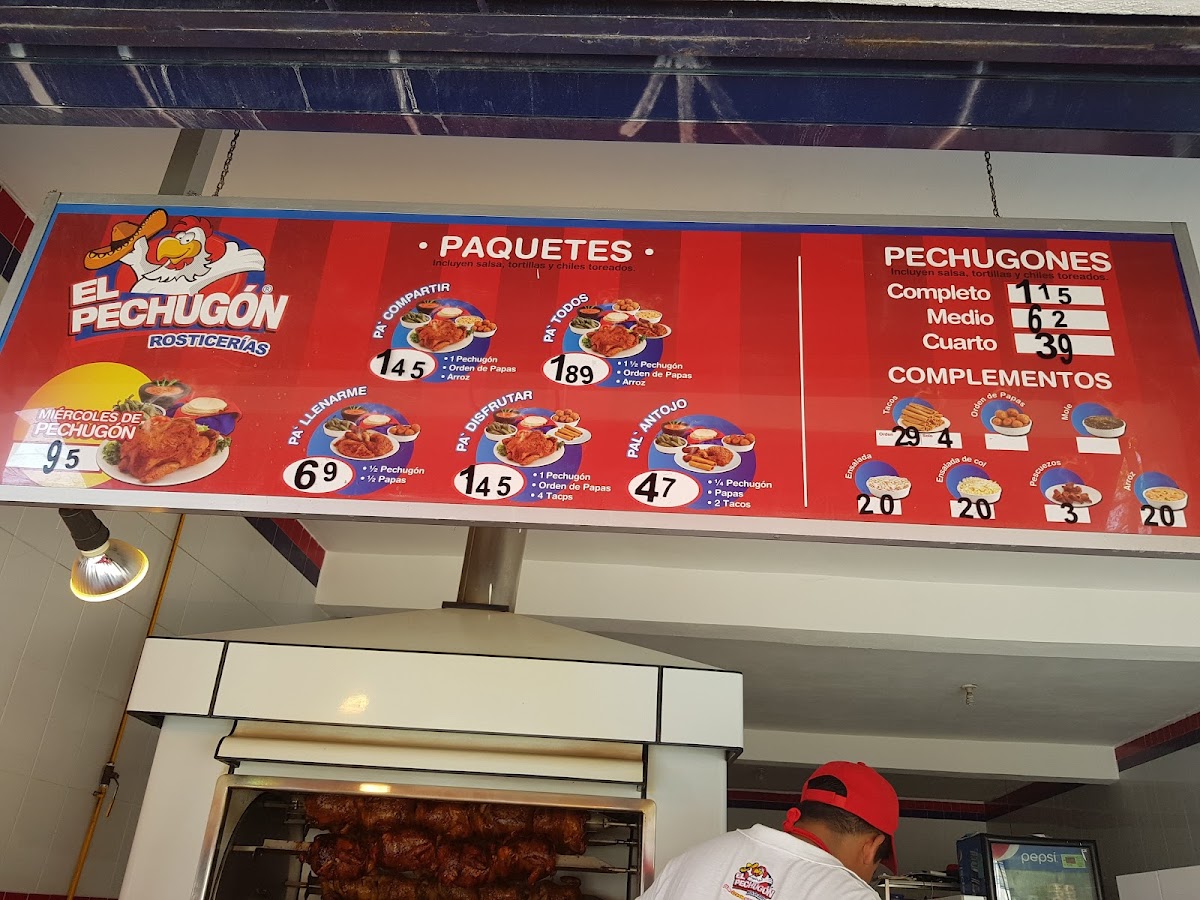 EL
PECHUGÓN®
ROSTICERÍAS
MIÉRCOLES DE
PECHUGÓN
95
• PAQUETES •
Incluyen salsa, tortillas y chiles toreados.
PA' COMPARTIR
145
• 1 Pechugón
• Orden de Papas
• Arroz
PA' TODOS
189
• 1 ½ Pechugón
• Orden de Papas
• Arroz
PA' LLENARME
69
• ½ Pechugón
• ½ Papas
PA' DISFRUTAR
145
• 1 Pechugón
• Orden de Papas
• 4 Tacps
PAL' ANTOJO
47
• ¼ Pechugón
• Papas
• 2 Tacos
PECHUGONES
Incluyen salsa, tortillas y chiles toreados.
Completo 115
Medio 62
Cuarto 39
COMPLEMENTOS
Tacos
Orden 29 4
Orden de Papas
Mole
Ensalada
20
Ensalada de col
20
Pescuezos
3
Arroz
20
EL
PECHUGÓN
pepsi